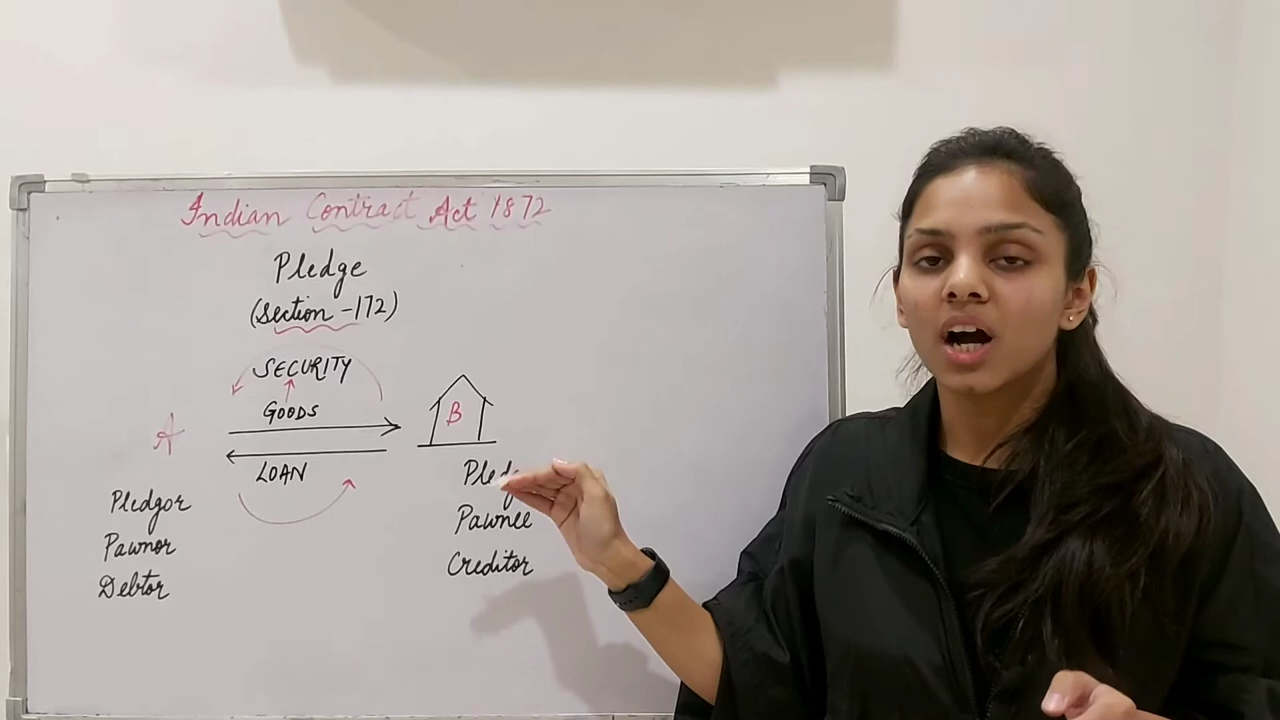 Indian Contract Act 1872
Pledge
(Section -172)
SECURITY
GOODS
A
B
LOAN
Pledgor
Pawnor
Debtor
Pawnee
Creditor